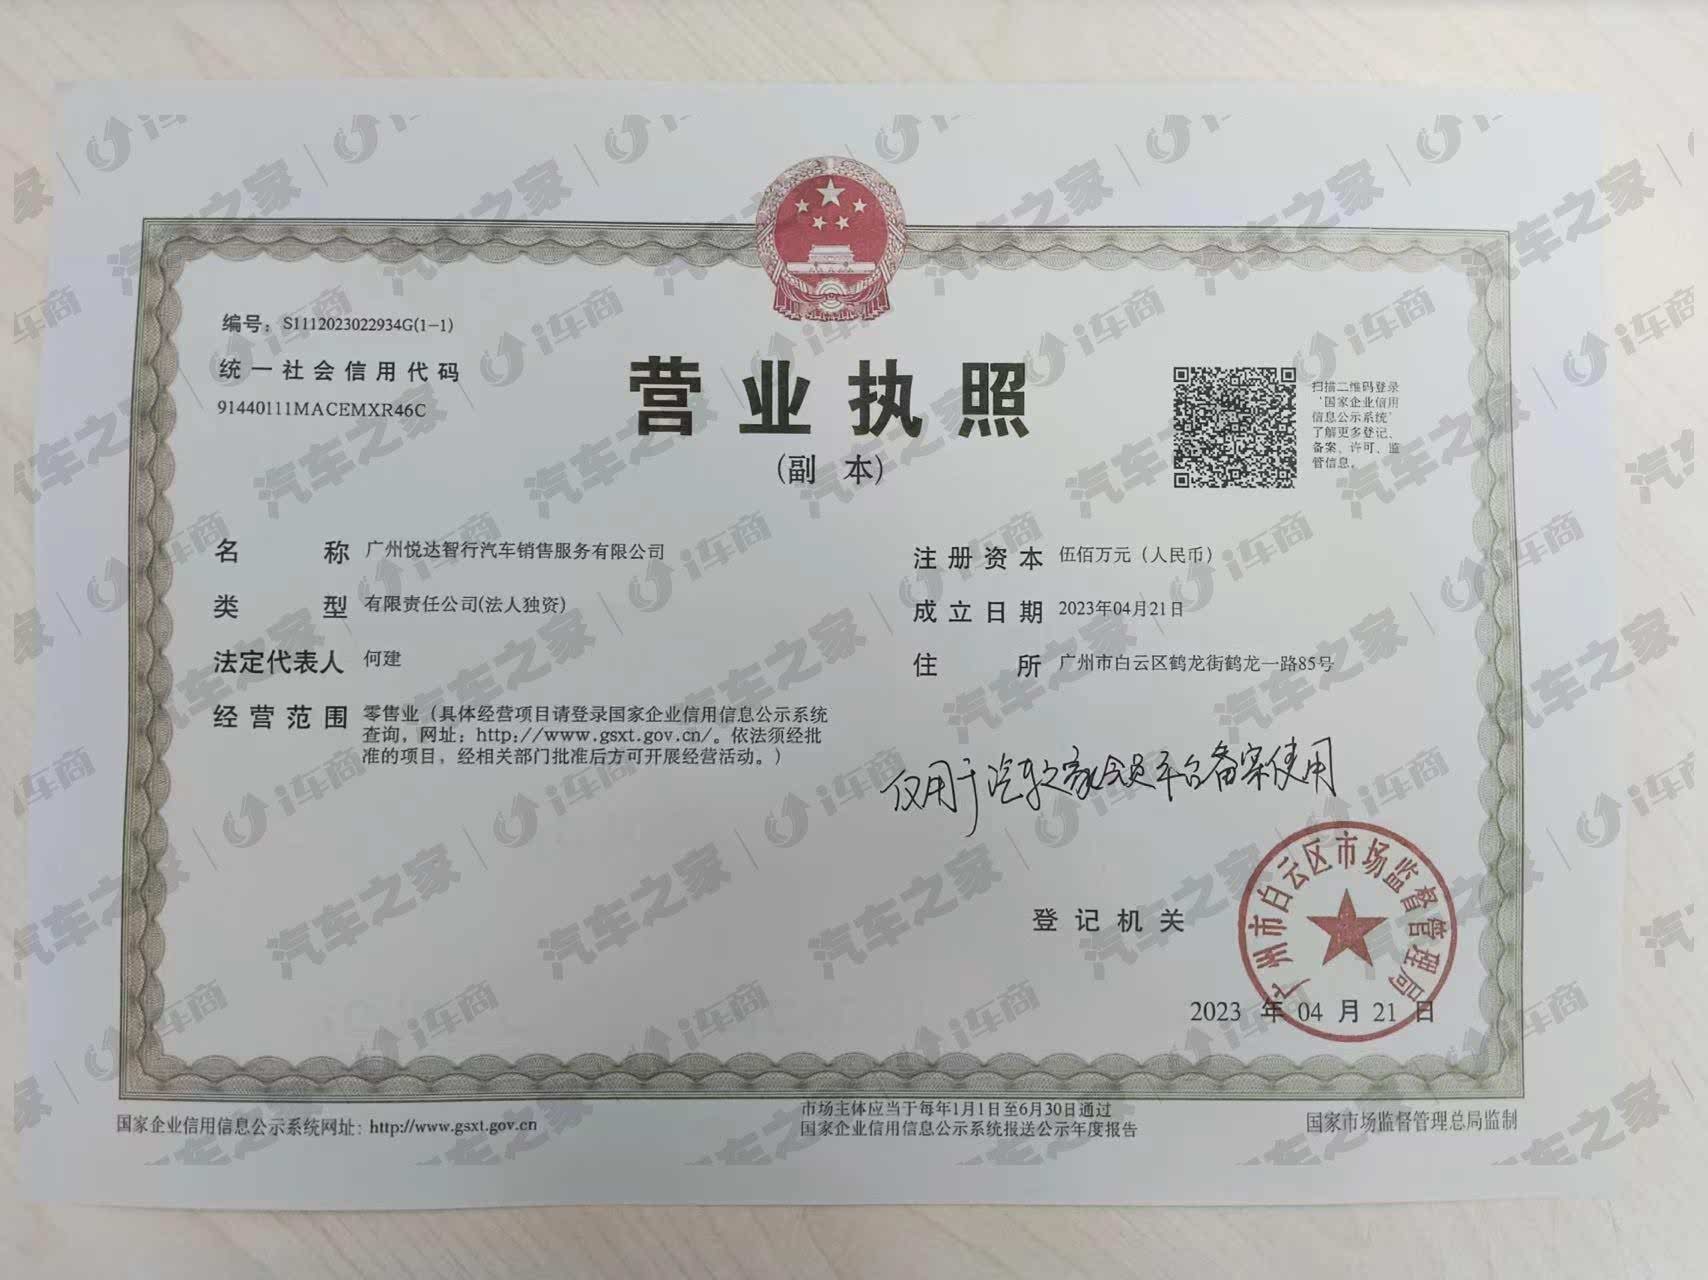 编号：S1112023022934G(1-1)
统一社会信用代码
91440111MACEMXR46C
营业执照
（副 本）
扫描二维码登录
‘国家企业信用
信息公示系统’
了解更多登记、
备案、许可、监
管信息。
名 称 广州悦达智行汽车销售服务有限公司
类 型 有限责任公司(法人独资)
法定代表人 何建
经营范围 零售业（具体经营项目请登录国家企业信用信息公示系统
查询，网址：http://www.gsxt.gov.cn/。依法须经批
准的项目，经相关部门批准后方可开展经营活动。）
注册资本 伍佰万元（人民币）
成立日期 2023年04月21日
住 所 广州市白云区鹤龙街鹤龙一路85号
仅用于汽车之家会员平台备案使用
登记机关
广州市白云区市场监督管理局
2023 年 04 月 21 日
国家企业信用信息公示系统网址：http://www.gsxt.gov.cn
市场主体应当于每年1月1日至6月30日通过
国家企业信用信息公示系统报送公示年度报告
国家市场监督管理总局监制
汽车之家 | i车商